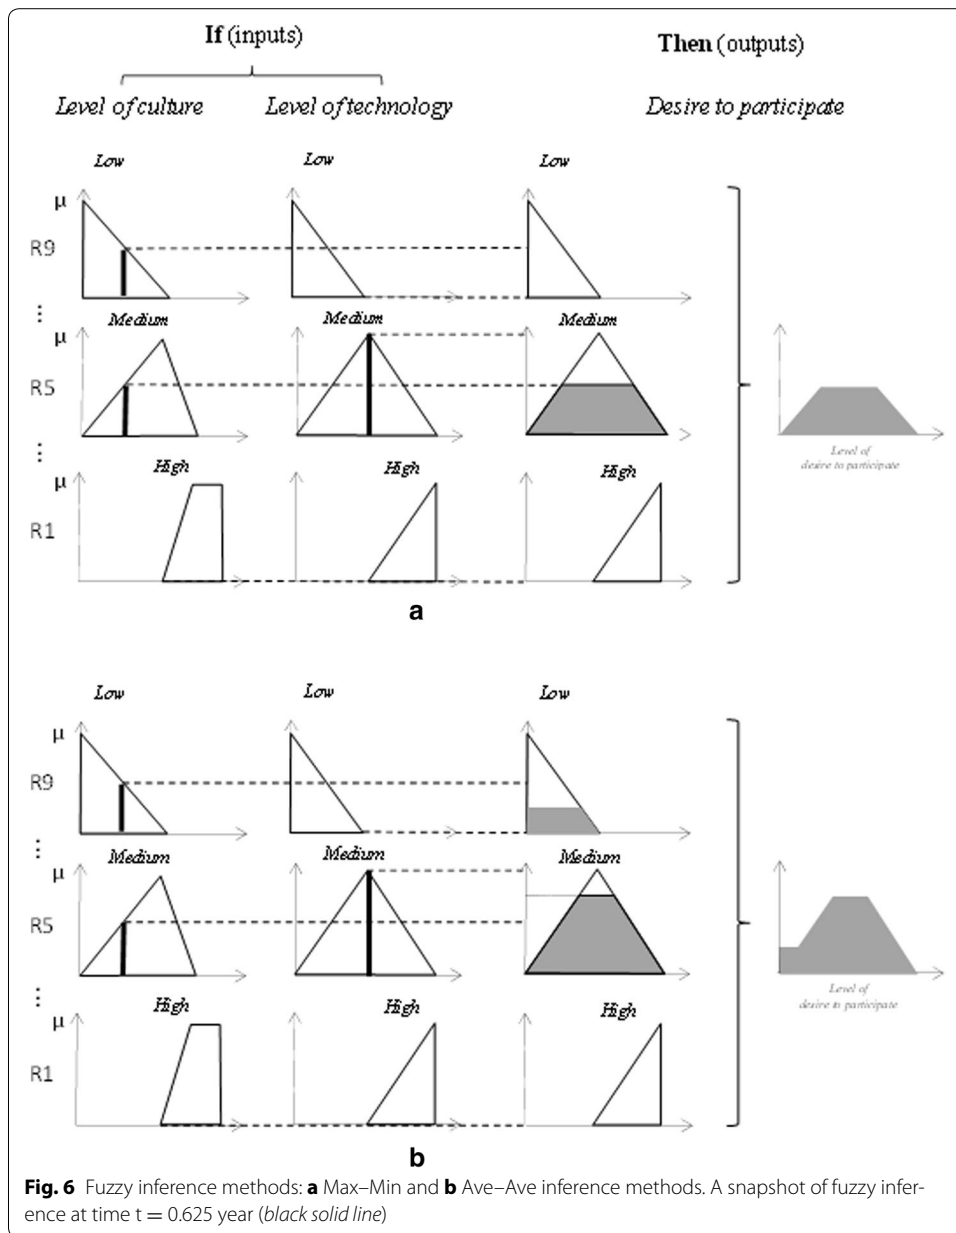 If (inputs)
Then (outputs)
Level of culture
Level of technology
Desire to participate
Low
Low
Low
μ
R9
...
Medium
Medium
Medium
μ
R5
Level of
desire to participate
...
High
High
High
μ
R1
a
Low
Low
Low
μ
R9
...
Medium
Medium
Medium
μ
R5
Level of
desire to participate
...
High
High
High
μ
R1
b
Fig. 6 Fuzzy inference methods: a Max–Min and b Ave–Ave inference methods. A snapshot of fuzzy infer-
ence at time t = 0.625 year (black solid line)